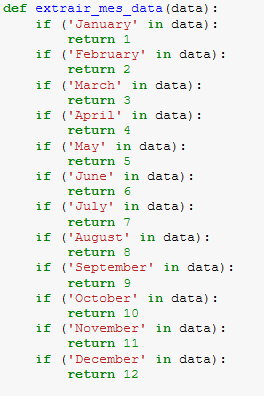 def extrair_mes_data(data):
    if ('January' in data):
        return 1
    if ('February' in data):
        return 2
    if ('March' in data):
        return 3
    if ('April' in data):
        return 4
    if ('May' in data):
        return 5
    if ('June' in data):
        return 6
    if ('July' in data):
        return 7
    if ('August' in data):
        return 8
    if ('September' in data):
        return 9
    if ('October' in data):
        return 10
    if ('November' in data):
        return 11
    if ('December' in data):
        return 12